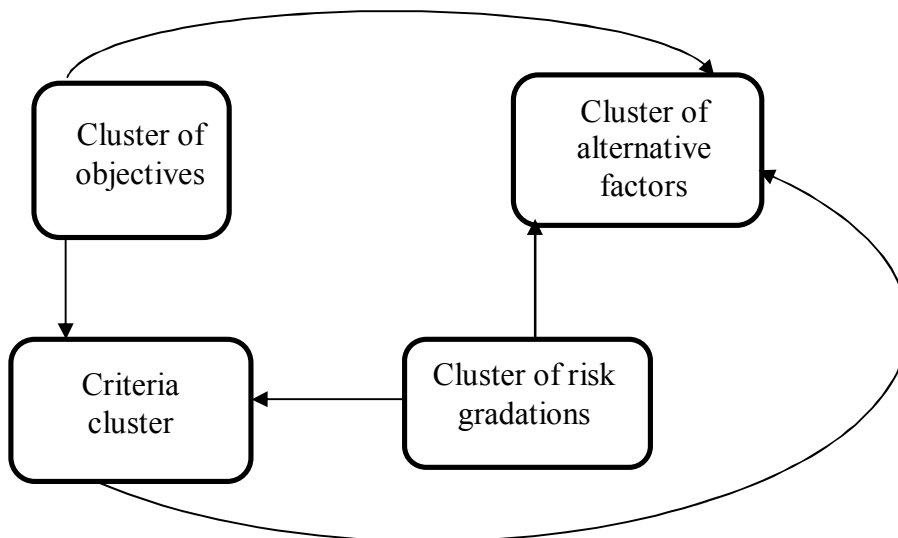 Cluster of
objectives
Cluster of
alternative
factors
Criteria
cluster
Cluster of risk
gradations